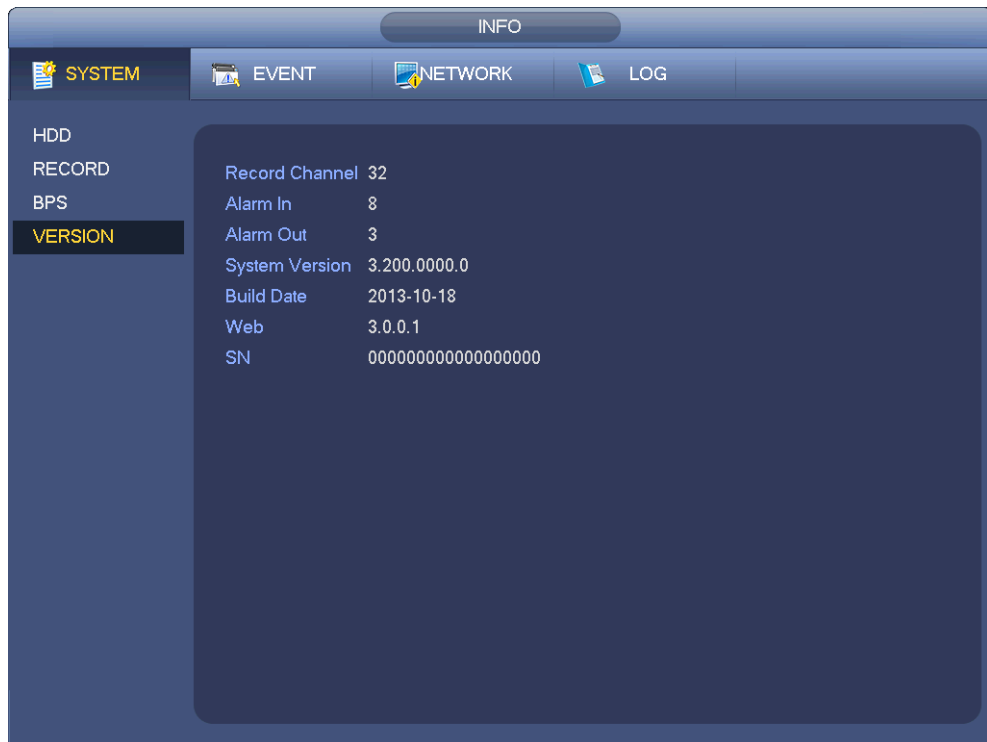 INFO
SYSTEM EVENT NETWORK LOG
HDD
RECORD
BPS
VERSION
Record Channel 32
Alarm In 8
Alarm Out 3
System Version 3.200.0000.0
Build Date 2013-10-18
Web 3.0.0.1
SN 000000000000000000